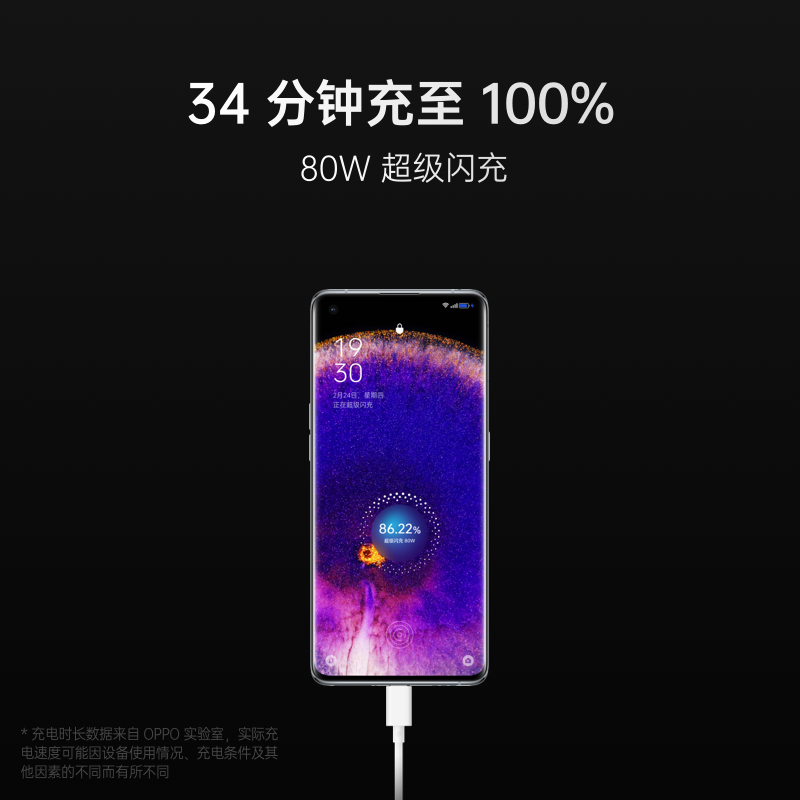 34 分钟充至 100%
80W 超级闪充
19
30
2月24日，星期四
正在超级闪充
86.22%
超级闪充 80W
* 充电时长数据来自 OPPO 实验室，实际充
电速度可能因设备使用情况、充电条件及其
他因素的不同而有所不同